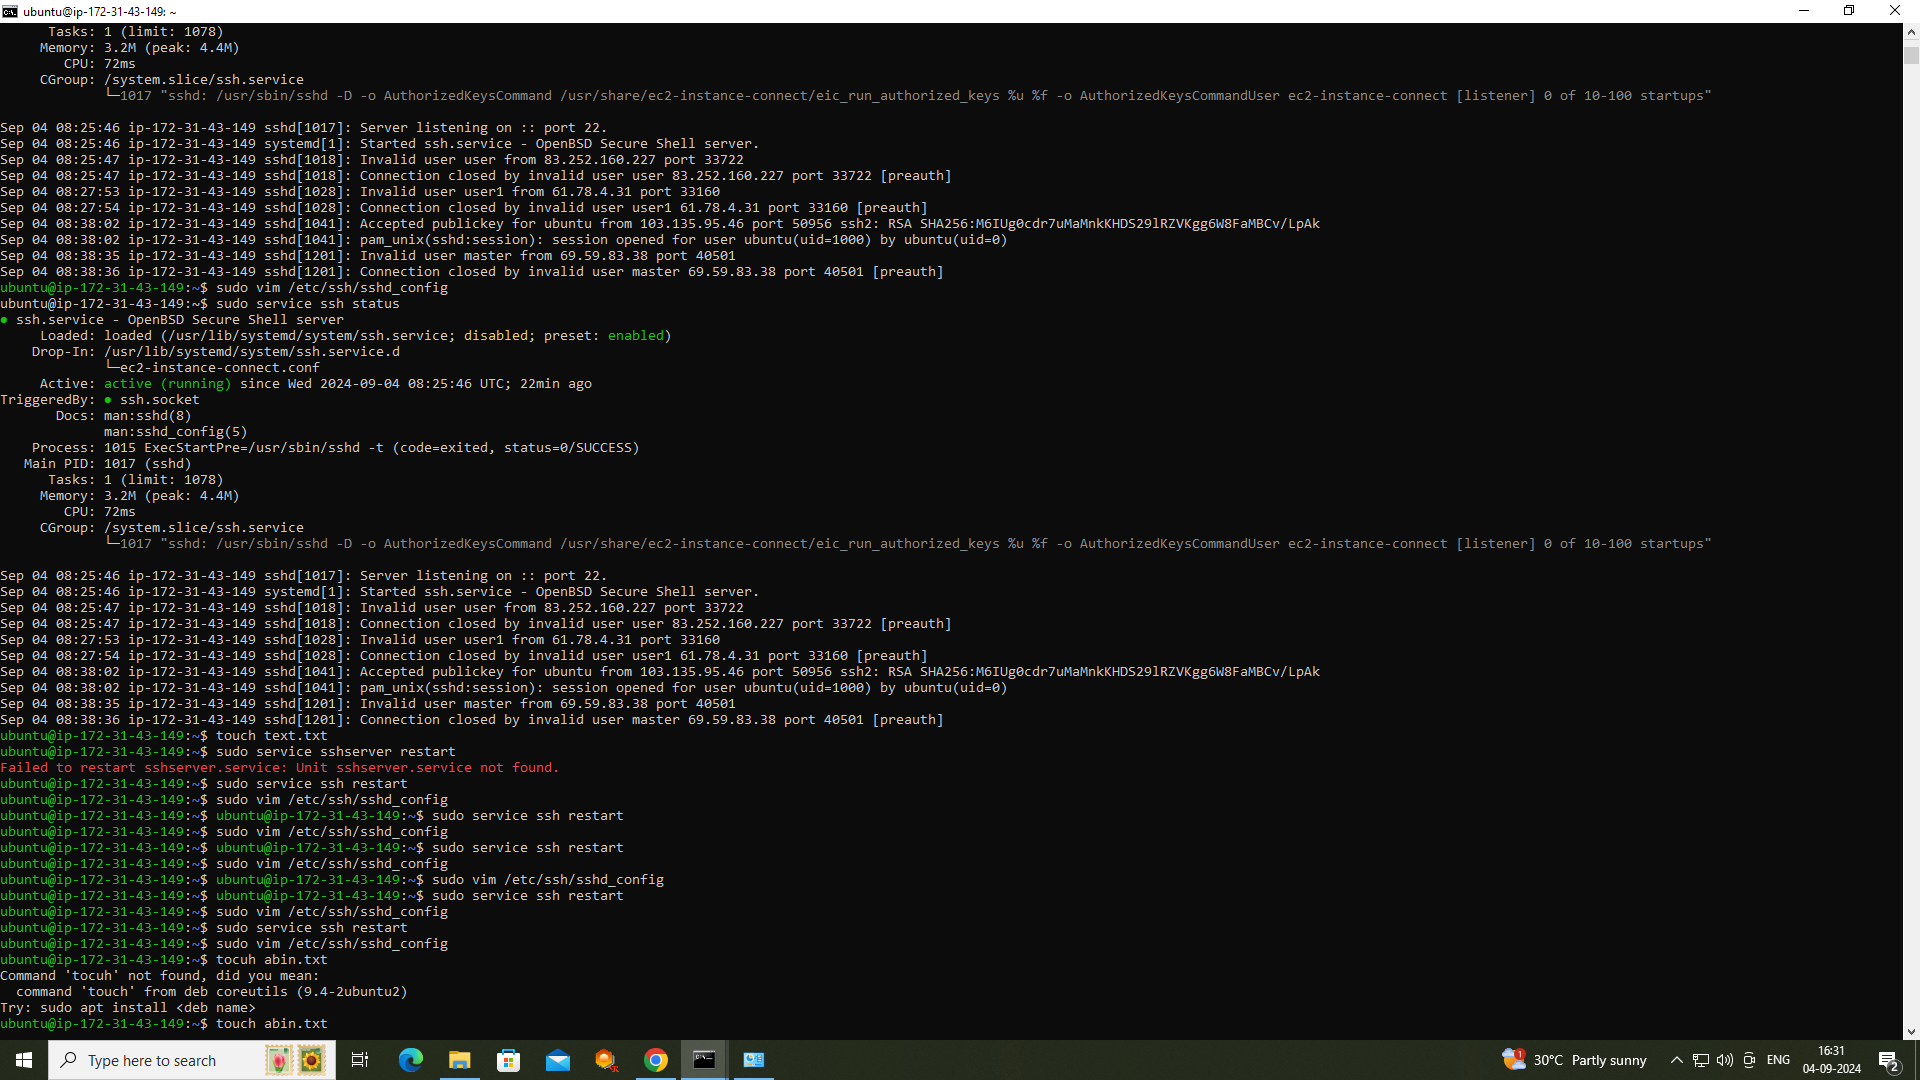 ubuntu@ip-172-31-43-149: ~
Tasks: 1 (limit: 1078)
Memory: 3.2M (peak: 4.4M)
CPU: 72ms
CGroup: /system.slice/ssh.service
└─1017 "sshd: /usr/sbin/sshd -D -o AuthorizedKeysCommand /usr/share/ec2-instance-connect/eic_run_authorized_keys %u %f -o AuthorizedKeysCommandUser ec2-instance-connect [listener] 0 of 10-100 startups"
Sep 04 08:25:46 ip-172-31-43-149 sshd[1017]: Server listening on :: port 22.
Sep 04 08:25:46 ip-172-31-43-149 systemd[1]: Started ssh.service - OpenBSD Secure Shell server.
Sep 04 08:25:47 ip-172-31-43-149 sshd[1018]: Invalid user user from 83.252.160.227 port 33722
Sep 04 08:25:47 ip-172-31-43-149 sshd[1018]: Connection closed by invalid user user 83.252.160.227 port 33722 [preauth]
Sep 04 08:27:53 ip-172-31-43-149 sshd[1028]: Invalid user user1 from 61.78.4.31 port 33160
Sep 04 08:27:54 ip-172-31-43-149 sshd[1028]: Connection closed by invalid user user1 61.78.4.31 port 33160 [preauth]
Sep 04 08:38:02 ip-172-31-43-149 sshd[1041]: Accepted publickey for ubuntu from 103.135.95.46 port 50956 ssh2: RSA SHA256:M6IUg0cdr7uMaMnkKHDS29lRZVKgg6W8FaMBCv/LpAk
Sep 04 08:38:02 ip-172-31-43-149 sshd[1041]: pam_unix(sshd:session): session opened for user ubuntu(uid=1000) by ubuntu(uid=0)
Sep 04 08:38:35 ip-172-31-43-149 sshd[1201]: Invalid user master from 69.59.83.38 port 40501
Sep 04 08:38:36 ip-172-31-43-149 sshd[1201]: Connection closed by invalid user master 69.59.83.38 port 40501 [preauth]
ubuntu@ip-172-31-43-149:~$ sudo vim /etc/ssh/sshd_config
ubuntu@ip-172-31-43-149:~$ sudo service ssh status
● ssh.service - OpenBSD Secure Shell server
Loaded: loaded (/usr/lib/systemd/system/ssh.service; disabled; preset: enabled)
Drop-In: /usr/lib/systemd/system/ssh.service.d
└─ec2-instance-connect.conf
Active: active (running) since Wed 2024-09-04 08:25:46 UTC; 22min ago
TriggeredBy: ● ssh.socket
Docs: man:sshd(8)
man:sshd_config(5)
Process: 1015 ExecStartPre=/usr/sbin/sshd -t (code=exited, status=0/SUCCESS)
Main PID: 1017 (sshd)
Tasks: 1 (limit: 1078)
Memory: 3.2M (peak: 4.4M)
CPU: 72ms
CGroup: /system.slice/ssh.service
└─1017 "sshd: /usr/sbin/sshd -D -o AuthorizedKeysCommand /usr/share/ec2-instance-connect/eic_run_authorized_keys %u %f -o AuthorizedKeysCommandUser ec2-instance-connect [listener] 0 of 10-100 startups"
Sep 04 08:25:46 ip-172-31-43-149 sshd[1017]: Server listening on :: port 22.
Sep 04 08:25:46 ip-172-31-43-149 systemd[1]: Started ssh.service - OpenBSD Secure Shell server.
Sep 04 08:25:47 ip-172-31-43-149 sshd[1018]: Invalid user user from 83.252.160.227 port 33722
Sep 04 08:25:47 ip-172-31-43-149 sshd[1018]: Connection closed by invalid user user 83.252.160.227 port 33722 [preauth]
Sep 04 08:27:53 ip-172-31-43-149 sshd[1028]: Invalid user user1 from 61.78.4.31 port 33160
Sep 04 08:27:54 ip-172-31-43-149 sshd[1028]: Connection closed by invalid user user1 61.78.4.31 port 33160 [preauth]
Sep 04 08:38:02 ip-172-31-43-149 sshd[1041]: Accepted publickey for ubuntu from 103.135.95.46 port 50956 ssh2: RSA SHA256:M6IUg0cdr7uMaMnkKHDS29lRZVKgg6W8FaMBCv/LpAk
Sep 04 08:38:02 ip-172-31-43-149 sshd[1041]: pam_unix(sshd:session): session opened for user ubuntu(uid=1000) by ubuntu(uid=0)
Sep 04 08:38:35 ip-172-31-43-149 sshd[1201]: Invalid user master from 69.59.83.38 port 40501
Sep 04 08:38:36 ip-172-31-43-149 sshd[1201]: Connection closed by invalid user master 69.59.83.38 port 40501 [preauth]
ubuntu@ip-172-31-43-149:~$ touch text.txt
ubuntu@ip-172-31-43-149:~$ sudo service sshserver restart
Failed to restart sshserver.service: Unit sshserver.service not found.
ubuntu@ip-172-31-43-149:~$ sudo service ssh restart
ubuntu@ip-172-31-43-149:~$ sudo vim /etc/ssh/sshd_config
ubuntu@ip-172-31-43-149:~$ ubuntu@ip-172-31-43-149:~$ sudo service ssh restart
ubuntu@ip-172-31-43-149:~$ sudo vim /etc/ssh/sshd_config
ubuntu@ip-172-31-43-149:~$ ubuntu@ip-172-31-43-149:~$ sudo service ssh restart
ubuntu@ip-172-31-43-149:~$ sudo vim /etc/ssh/sshd_config
ubuntu@ip-172-31-43-149:~$ ubuntu@ip-172-31-43-149:~$ sudo vim /etc/ssh/sshd_config
ubuntu@ip-172-31-43-149:~$ ubuntu@ip-172-31-43-149:~$ sudo service ssh restart
ubuntu@ip-172-31-43-149:~$ sudo vim /etc/ssh/sshd_config
ubuntu@ip-172-31-43-149:~$ sudo service ssh restart
ubuntu@ip-172-31-43-149:~$ sudo vim /etc/ssh/sshd_config
ubuntu@ip-172-31-43-149:~$ tocuh abin.txt
Command 'tocuh' not found, did you mean:
command 'touch' from deb coreutils (9.4-2ubuntu2)
Try: sudo apt install <deb name>
ubuntu@ip-172-31-43-149:~$ touch abin.txt
Type here to search
1
30°C Partly sunny
ENG
16:31
04-09-2024
2